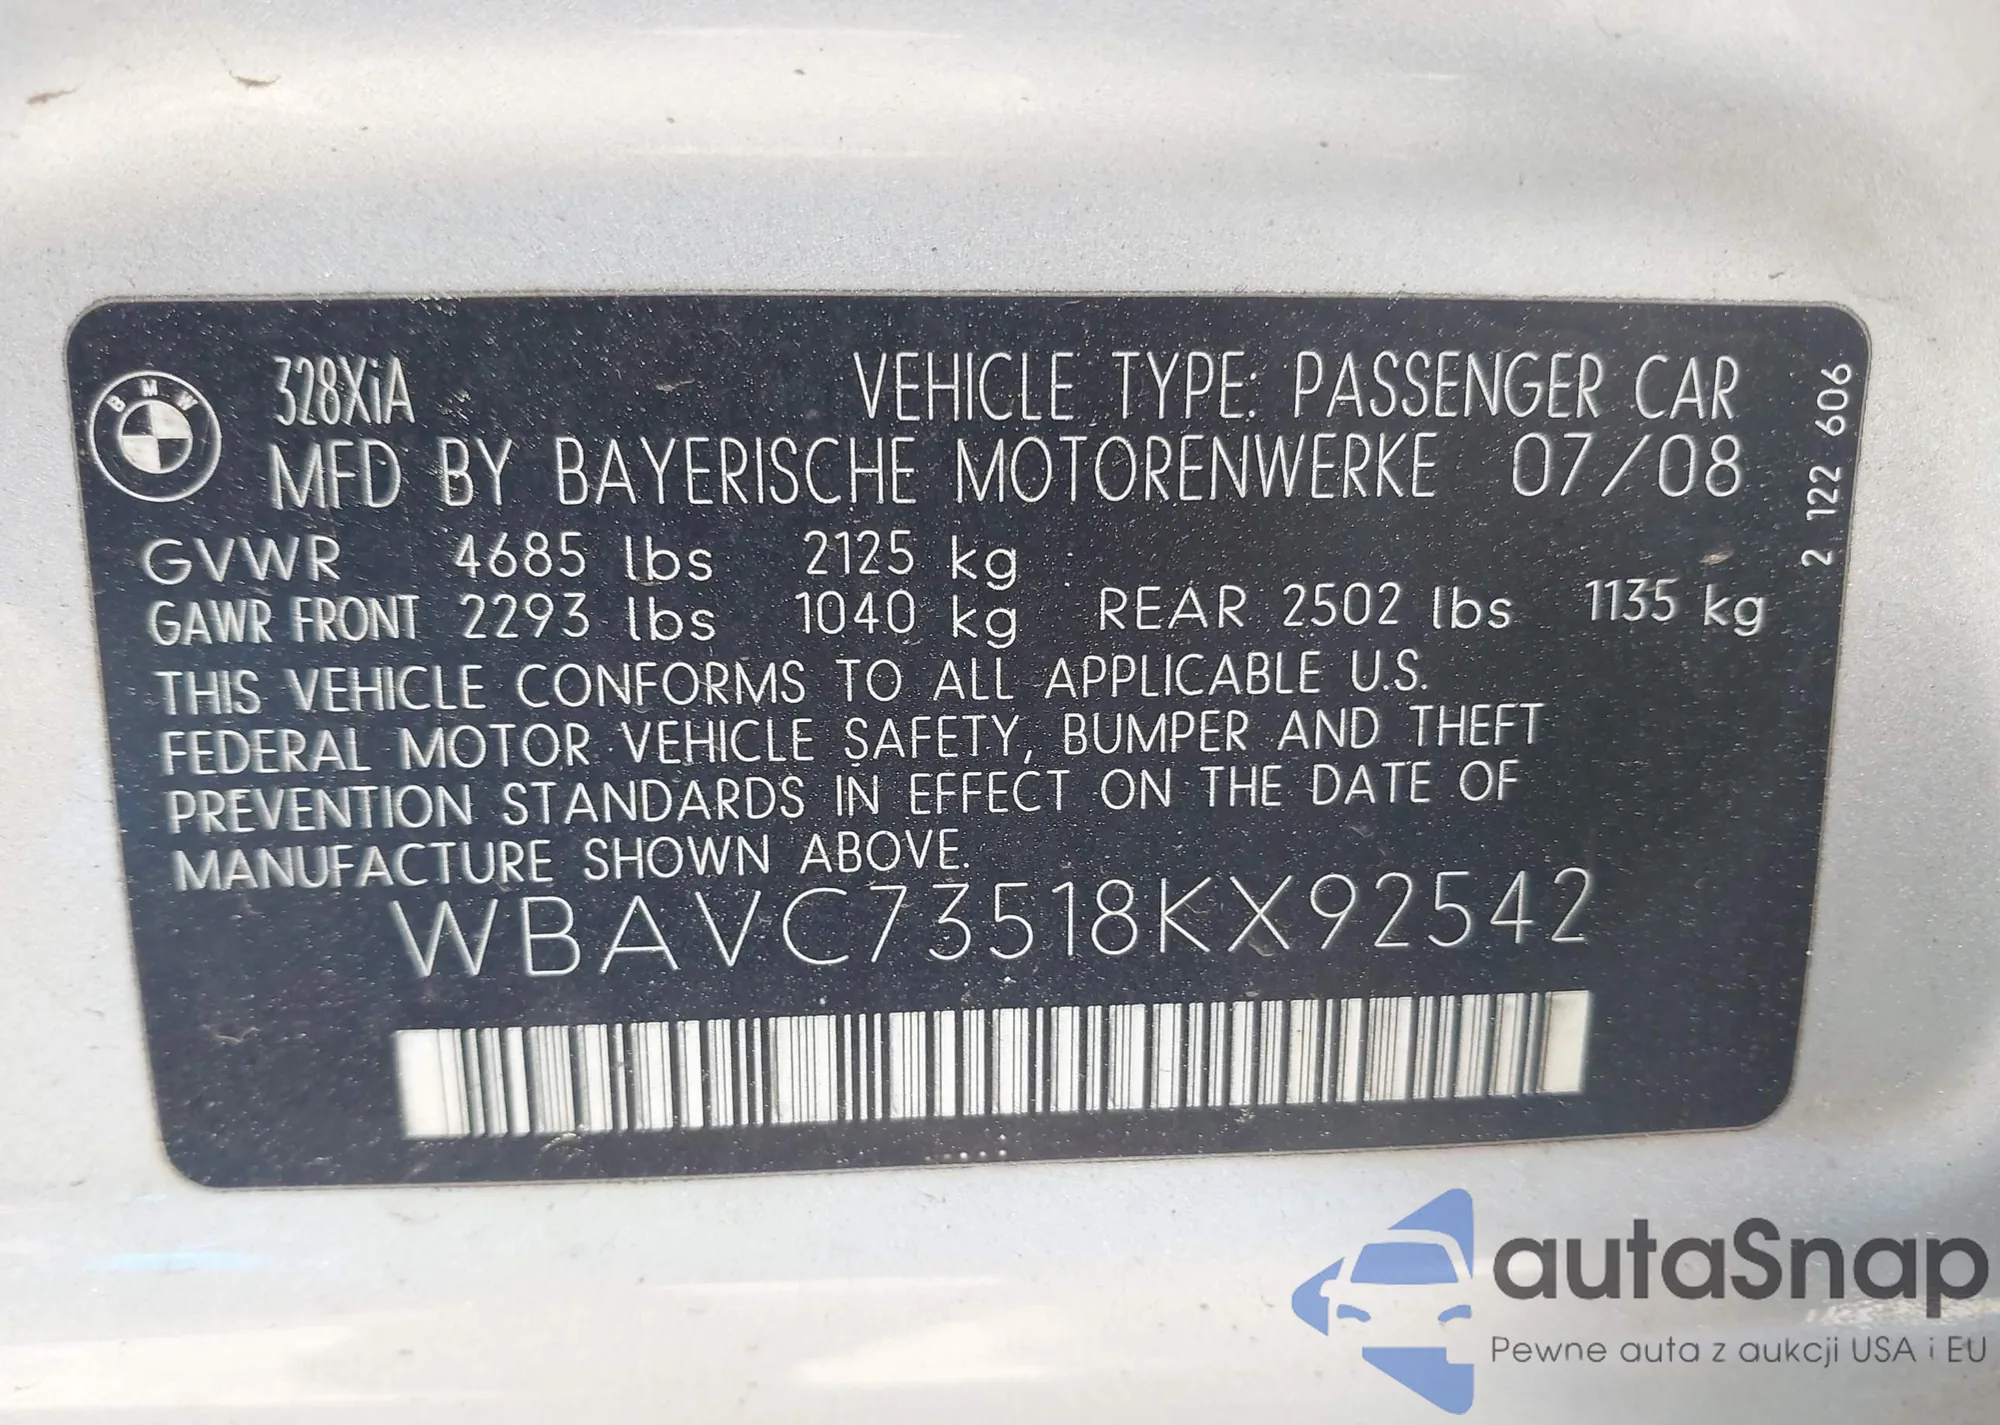 BMW
328XiA VEHICLE TYPE: PASSENGER CAR
MFD BY BAYERISCHE MOTORENWERKE 07/08
GVWR 4685 lbs 2125 kg
GAWR FRONT 2293 lbs 1040 kg REAR 2502 lbs 1135 kg
THIS VEHICLE CONFORMS TO ALL APPLICABLE U.S.
FEDERAL MOTOR VEHICLE SAFETY, BUMPER AND THEFT
PREVENTION STANDARDS IN EFFECT ON THE DATE OF
MANUFACTURE SHOWN ABOVE.
WBAVC73518KX92542
2 122 606
autaSnap
Pewne auta z aukcji USA i EU